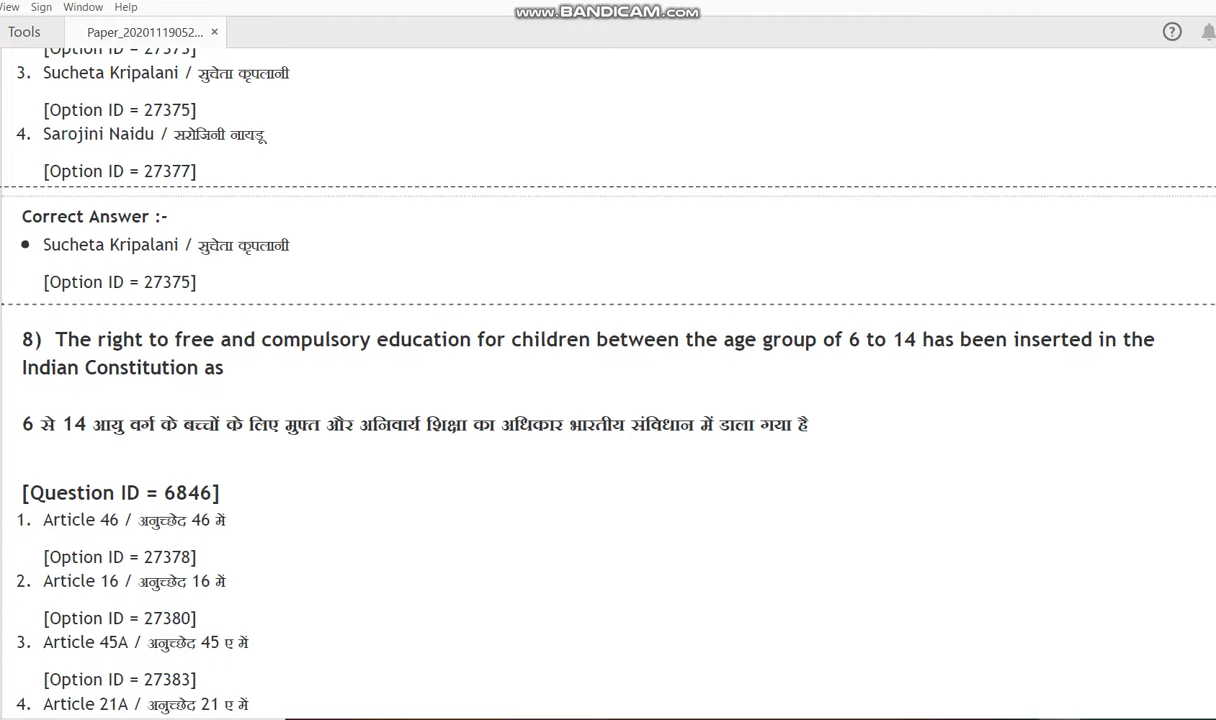 View Sign Window Help
www.BANDICAM.com
Tools Paper_20201119052... ×
?
[Option ID = 27373]
3. Sucheta Kripalani / सुचेता कृपलानी
[Option ID = 27375]
4. Sarojini Naidu / सरोजिनी नायडू
[Option ID = 27377]
Correct Answer :-
• Sucheta Kripalani / सुचेता कृपलानी
[Option ID = 27375]
8) The right to free and compulsory education for children between the age group of 6 to 14 has been inserted in the
Indian Constitution as
6 से 14 आयु वर्ग के बच्चों के लिए मुफ्त और अनिवार्य शिक्षा का अधिकार भारतीय संविधान में डाला गया है
[Question ID = 6846]
1. Article 46 / अनुच्छेद 46 में
[Option ID = 27378]
2. Article 16 / अनुच्छेद 16 में
[Option ID = 27380]
3. Article 45A / अनुच्छेद 45 ए में
[Option ID = 27383]
4. Article 21A / अनुच्छेद 21 ए में